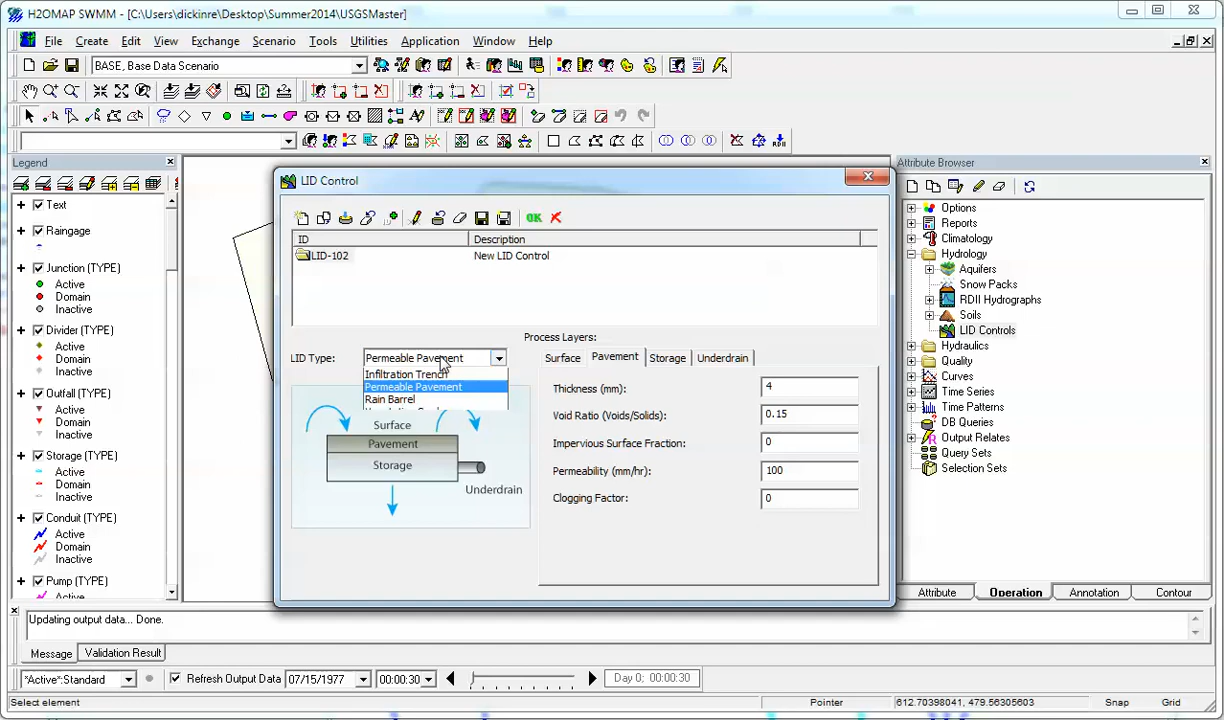 H2OMAP SWMM - [C:\Users\dickinre\Desktop\Summer2014\USGSMaster]
File Create Edit View Exchange Scenario Tools Utilities Application Window Help
BASE, Base Data Scenario
Legend
Text
Raingage
Junction (TYPE)
Active
Domain
Inactive
Divider (TYPE)
Active
Domain
Inactive
Outfall (TYPE)
Active
Domain
Inactive
Storage (TYPE)
Active
Domain
Inactive
Conduit (TYPE)
Active
Domain
Inactive
Pump (TYPE)
Active
LID Control
OK
ID Description
LID-102 New LID Control
Process Layers:
LID Type: Permeable Pavement
Infiltration Trench
Permeable Pavement
Rain Barrel
Surface
Pavement
Storage
Underdrain
Surface Pavement Storage Underdrain
Thickness (mm): 4
Void Ratio (Voids/Solids): 0.15
Impervious Surface Fraction: 0
Permeability (mm/hr): 100
Clogging Factor: 0
Attribute Browser
Options
Reports
Climatology
Hydrology
Aquifers
Snow Packs
RDII Hydrographs
Soils
LID Controls
Hydraulics
Quality
Curves
Time Patterns
DB Queries
Output Relates
Query Sets
Selection Sets
Attribute Operation Annotation Contour
Updating output data... Done.
Message Validation Result
*Active*:Standard Refresh Output Data 07/15/1977 00:00:30 Day 0; 00:00:30
Select element Pointer 612.70398041, 479.56305603 Snap Grid